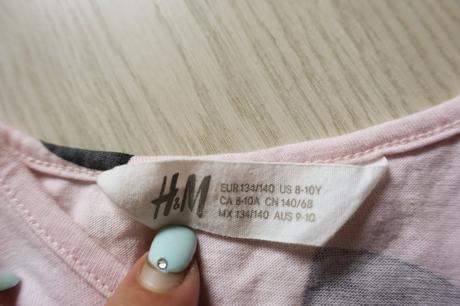 H&M
EUR 134/140 US 8-10Y
CA 8-10A CN 140/68
MX 134/140 AUS 9-10